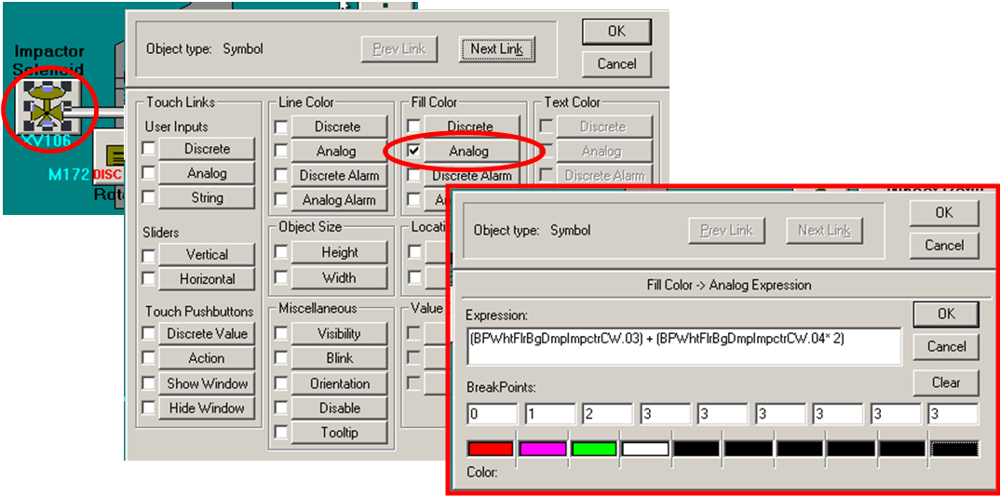 Impactor
Solenoid
XV106
M172 DISC
Object type: Symbol
Prev Link
Next Link
OK
Cancel
Touch Links
User Inputs
Discrete
Analog
String
Sliders
Vertical
Horizontal
Touch Pushbuttons
Discrete Value
Action
Show Window
Hide Window
Line Color
Discrete
Analog
Discrete Alarm
Analog Alarm
Object Size
Height
Width
Miscellaneous
Visibility
Blink
Orientation
Disable
Tooltip
Fill Color
Discrete
Analog
Discrete Alarm
Value
Text Color
Discrete
Analog
Discrete Alarm
Object type: Symbol
Prev Link
Next Link
OK
Cancel
Fill Color -> Analog Expression
Expression:
(BPWhtFlrBgDmpImpctrCW.03) + (BPWhtFlrBgDmpImpctrCW.04* 2)
OK
Cancel
Clear
BreakPoints:
0 1 2 3 3 3 3 3 3
Color: